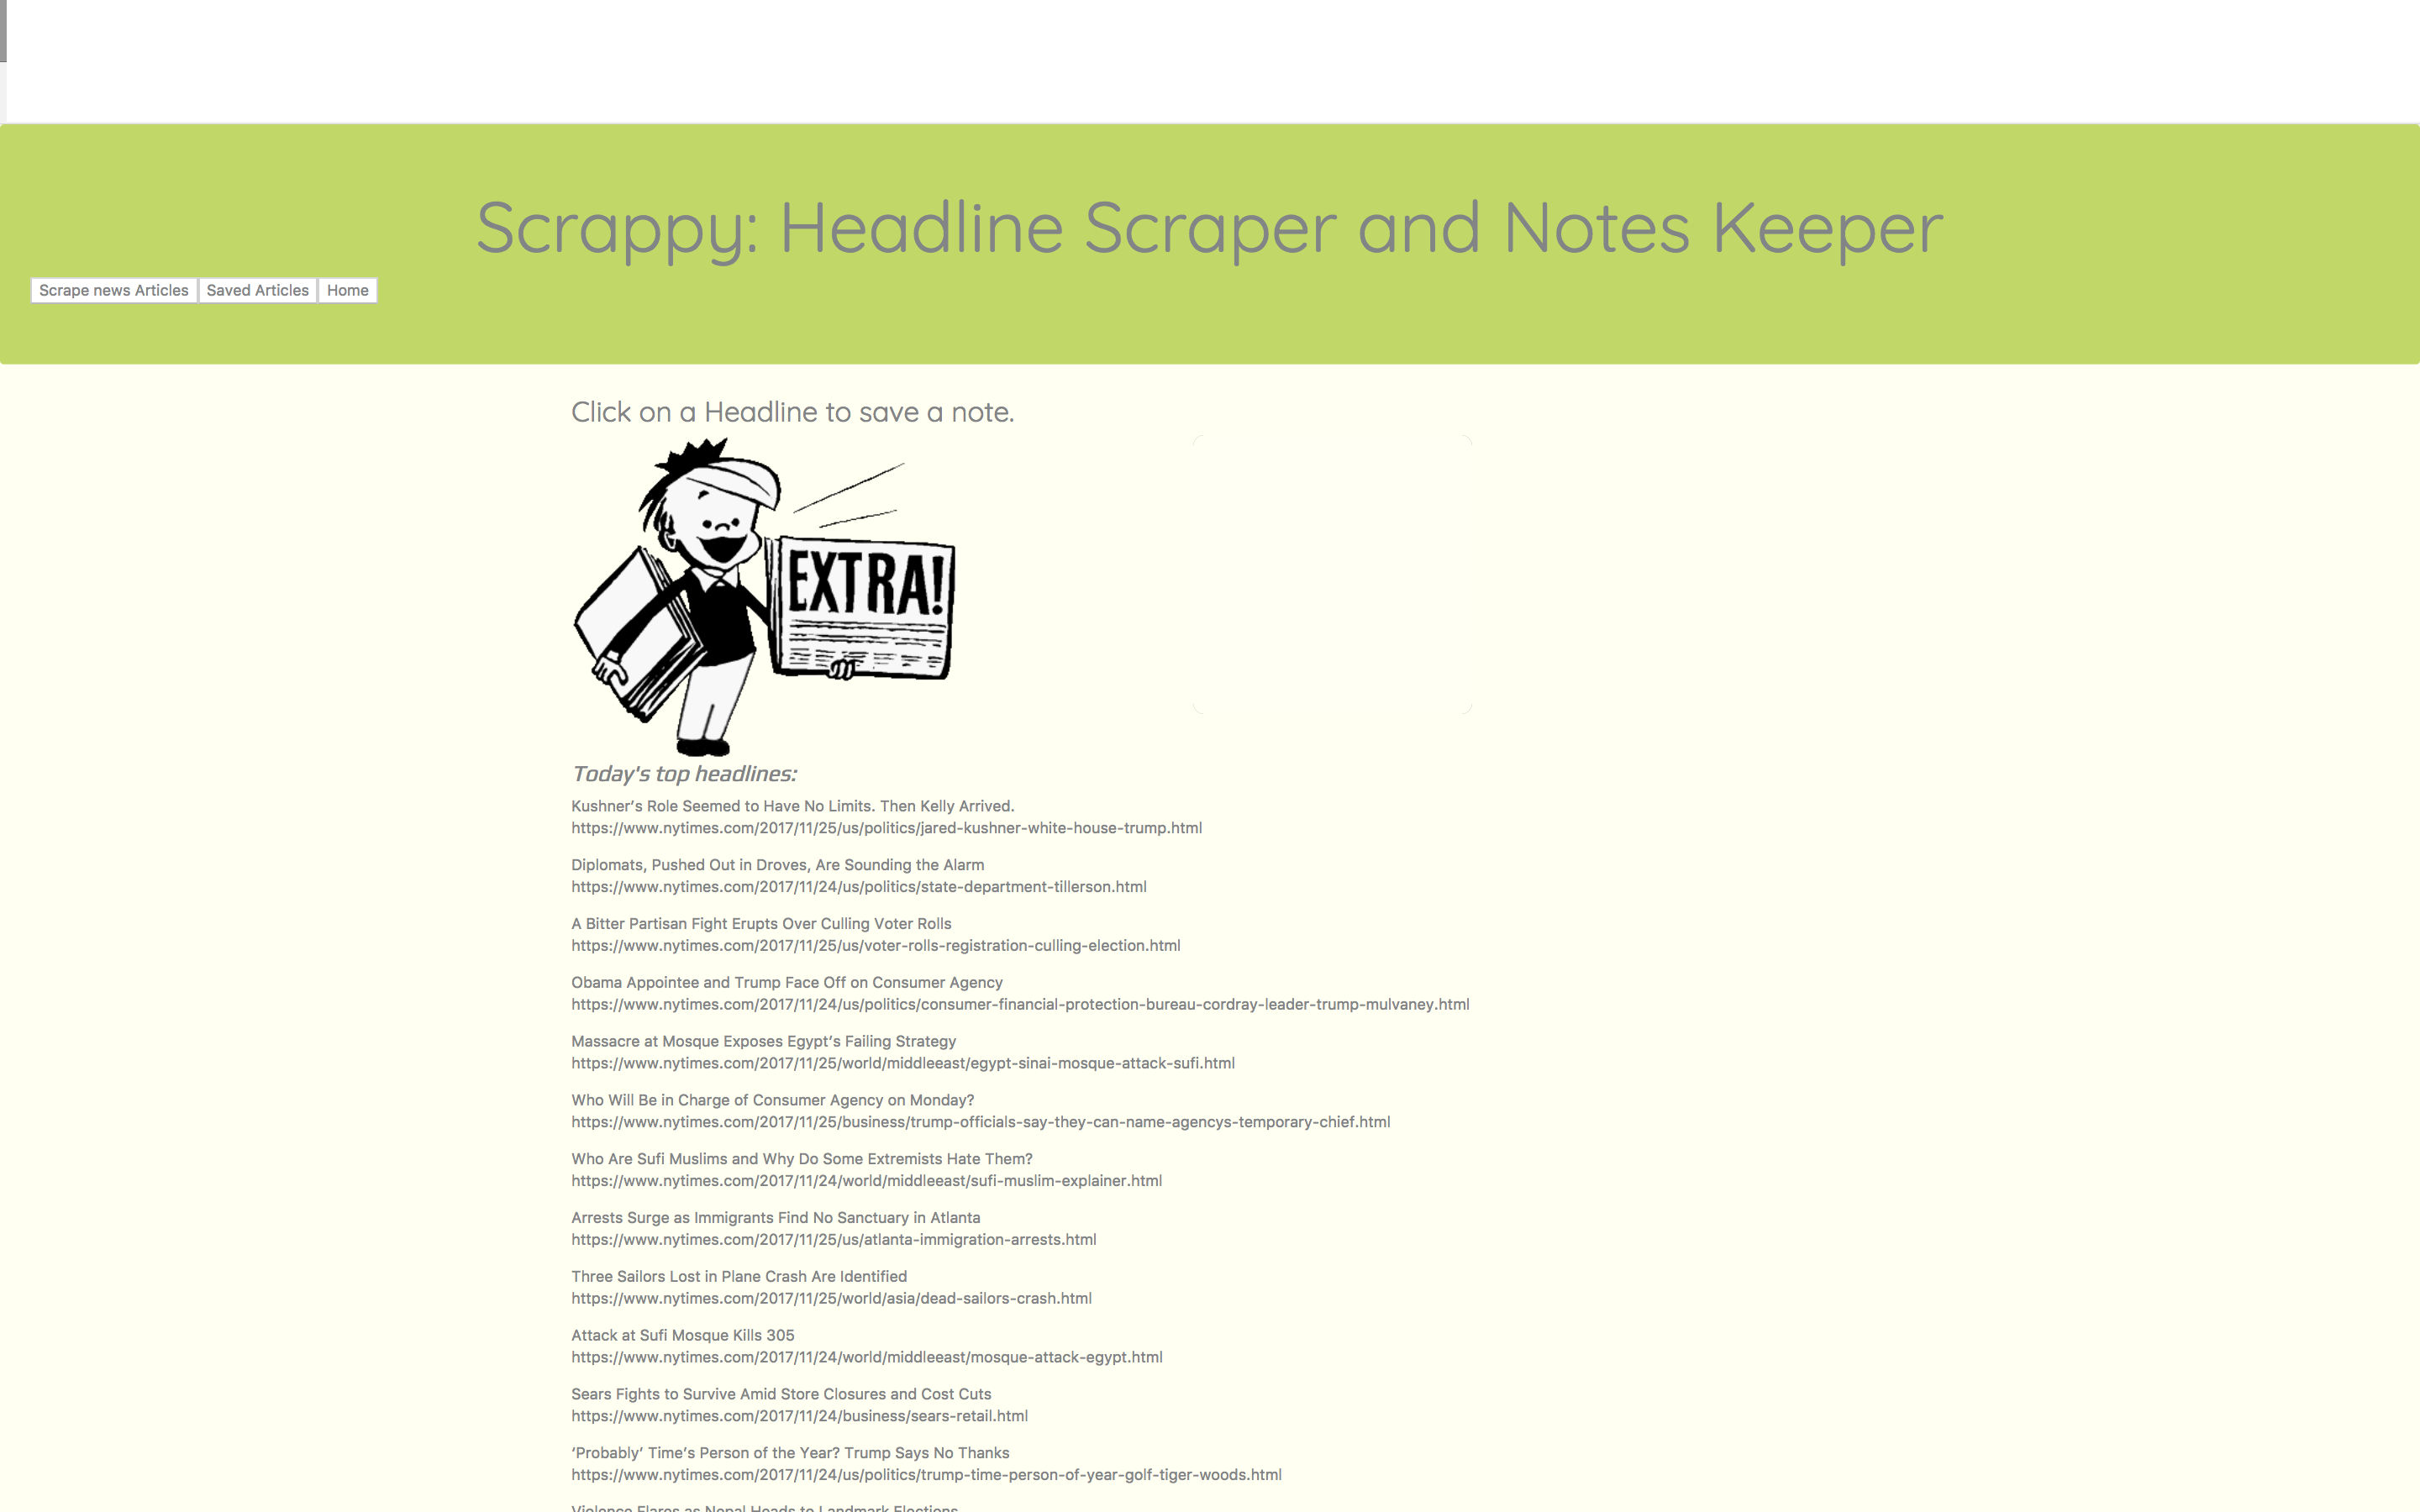 Scrappy: Headline Scraper and Notes Keeper
Scrape news Articles Saved Articles Home
Click on a Headline to save a note.
EXTRA!
Today's top headlines:
Kushner’s Role Seemed to Have No Limits. Then Kelly Arrived.
https://www.nytimes.com/2017/11/25/us/politics/jared-kushner-white-house-trump.html
Diplomats, Pushed Out in Droves, Are Sounding the Alarm
https://www.nytimes.com/2017/11/24/us/politics/state-department-tillerson.html
A Bitter Partisan Fight Erupts Over Culling Voter Rolls
https://www.nytimes.com/2017/11/25/us/voter-rolls-registration-culling-election.html
Obama Appointee and Trump Face Off on Consumer Agency
https://www.nytimes.com/2017/11/24/us/politics/consumer-financial-protection-bureau-cordray-leader-trump-mulvaney.html
Massacre at Mosque Exposes Egypt’s Failing Strategy
https://www.nytimes.com/2017/11/25/world/middleeast/egypt-sinai-mosque-attack-sufi.html
Who Will Be in Charge of Consumer Agency on Monday?
https://www.nytimes.com/2017/11/25/business/trump-officials-say-they-can-name-agencys-temporary-chief.html
Who Are Sufi Muslims and Why Do Some Extremists Hate Them?
https://www.nytimes.com/2017/11/24/world/middleeast/sufi-muslim-explainer.html
Arrests Surge as Immigrants Find No Sanctuary in Atlanta
https://www.nytimes.com/2017/11/25/us/atlanta-immigration-arrests.html
Three Sailors Lost in Plane Crash Are Identified
https://www.nytimes.com/2017/11/25/world/asia/dead-sailors-crash.html
Attack at Sufi Mosque Kills 305
https://www.nytimes.com/2017/11/24/world/middleeast/mosque-attack-egypt.html
Sears Fights to Survive Amid Store Closures and Cost Cuts
https://www.nytimes.com/2017/11/24/business/sears-retail.html
‘Probably’ Time’s Person of the Year? Trump Says No Thanks
https://www.nytimes.com/2017/11/24/us/politics/trump-time-person-of-year-golf-tiger-woods.html
Violence Flares as Nepal Heads to Landmark Elections